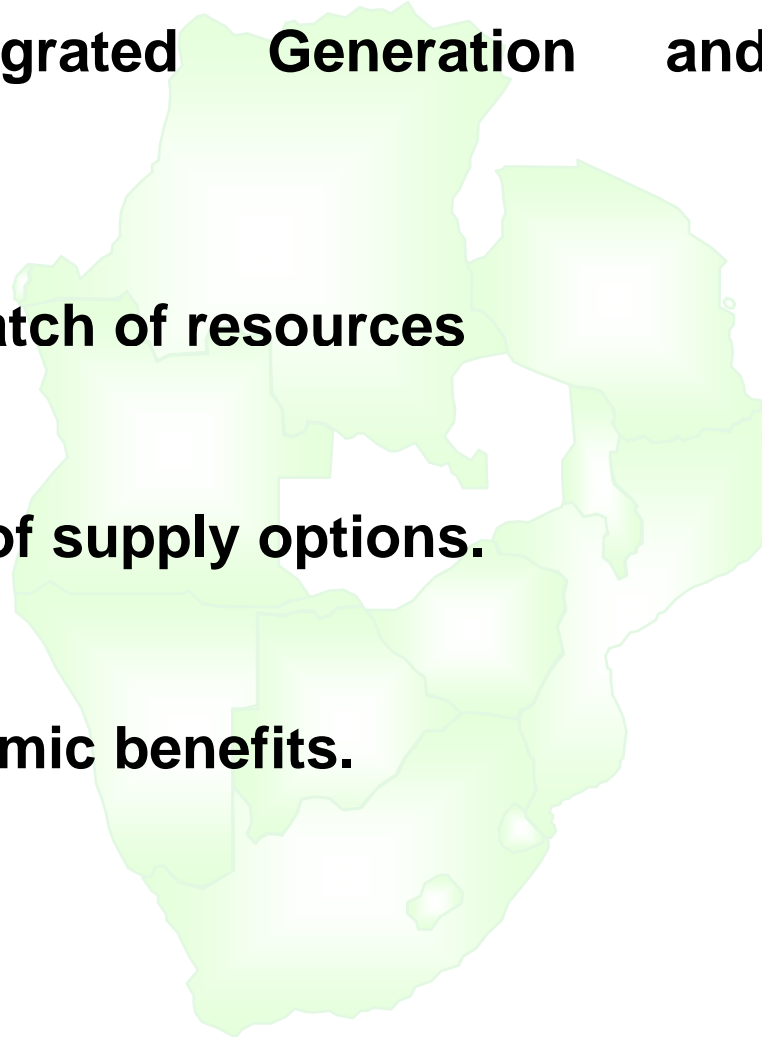 grated Generation and
atch of resources
of supply options.
mic benefits.